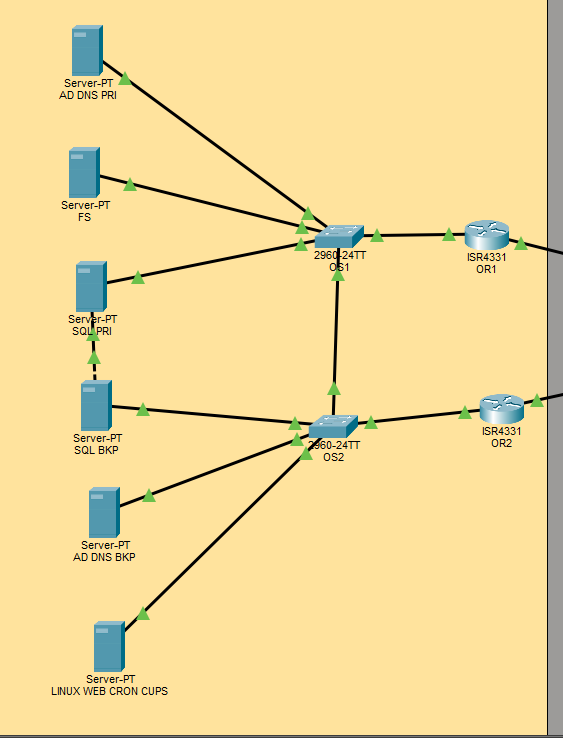 Server-PT
AD DNS PRI
Server-PT
FS
2960-24TT
OS1
ISR4331
OR1
Server-PT
SQL PRI
Server-PT
SQL BKP
2960-24TT
OS2
ISR4331
OR2
Server-PT
AD DNS BKP
Server-PT
LINUX WEB CRON CUPS